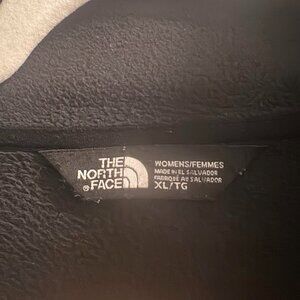 THE
NORTH
®FACE
WOMENS/FEMMES
MADE IN EL SALVADOR
FABRIQUÉ AU SALVADOR
XL/TG